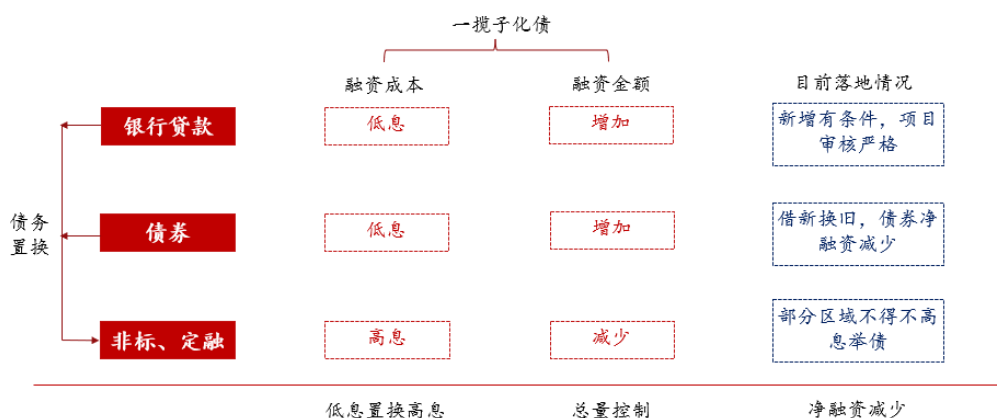 一揽子化债
融资成本
融资金额
目前落地情况
银行贷款
低息
增加
新增有条件，项目
审核严格
债务
置换
债券
低息
增加
借新换旧，债券净
融资减少
非标、定融
高息
减少
部分区域不得不高
息举债
低息置换高息
总量控制
净融资减少